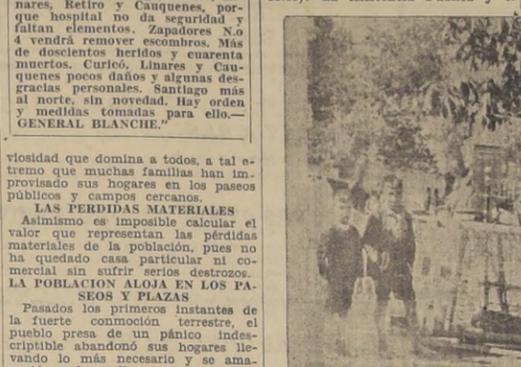 nares, Retiro y Cauquenes, por-
que hospital no da seguridad y
faltan elementos. Zapadores N.o
4 vendrá remover escombros. Más
de doscientos heridos y cuarenta
muertos. Curicó, Linares y Cau-
quenes pocos daños y algunas des-
gracias personales. Santiago más
al norte, sin novedad. Hay orden
y medidas tomadas para ello.—
GENERAL BLANCHE."
viosidad que domina a todos, a tal e-
tremo que muchas familias han im-
provisado sus hogares en los paseos
públicos y campos cercanos.
LAS PERDIDAS MATERIALES
Asimismo es imposible calcular el
valor que representan las pérdidas
materiales de la población, pues no
ha quedado casa particular ni co-
mercial sin sufrir serios destrozos.
LA POBLACION ALOJA EN LOS PA-
SEOS Y PLAZAS
Pasados los primeros instantes de
la fuerte conmoción terrestre, el
pueblo presa de un pánico indes-
criptible abandonó sus hogares lle-
vando lo más necesario y se ama-